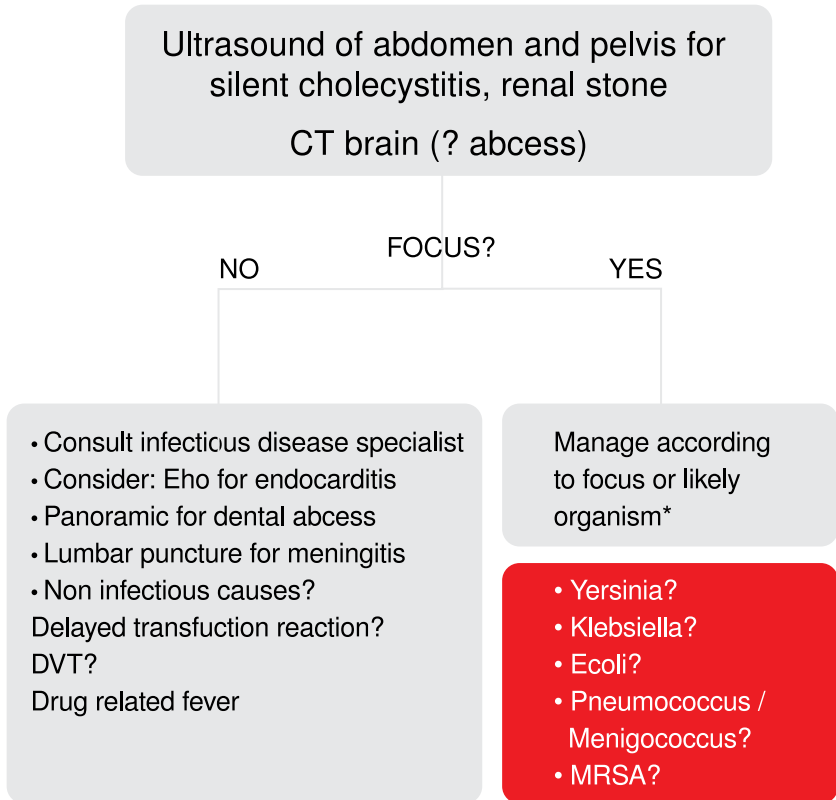 Ultrasound of abdomen and pelvis for
silent cholecystitis, renal stone
CT brain (? abcess)
FOCUS?
NO
YES
• Consult infectious disease specialist
• Consider: Eho for endocarditis
• Panoramic for dental abcess
• Lumbar puncture for meningitis
• Non infectious causes?
Delayed transfuction reaction?
DVT?
Drug related fever
Manage according
to focus or likely
organism*
• Yersinia?
• Klebsiella?
• Ecoli?
• Pneumococcus /
Menigococcus?
• MRSA?